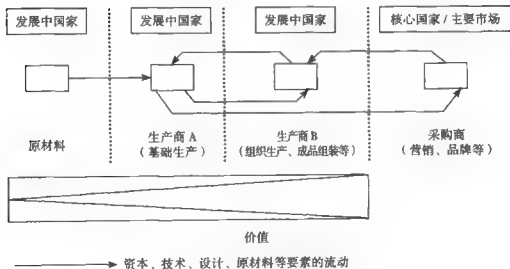 发展中国家 发展中国家 发展中国家 核心国家/主要市场
原材料 生产商A 生产商B 采购商
(基础生产) (组织生产、成品组装等) (营销、品牌等)
价值
资本、技术、设计、原材料等要素的流动